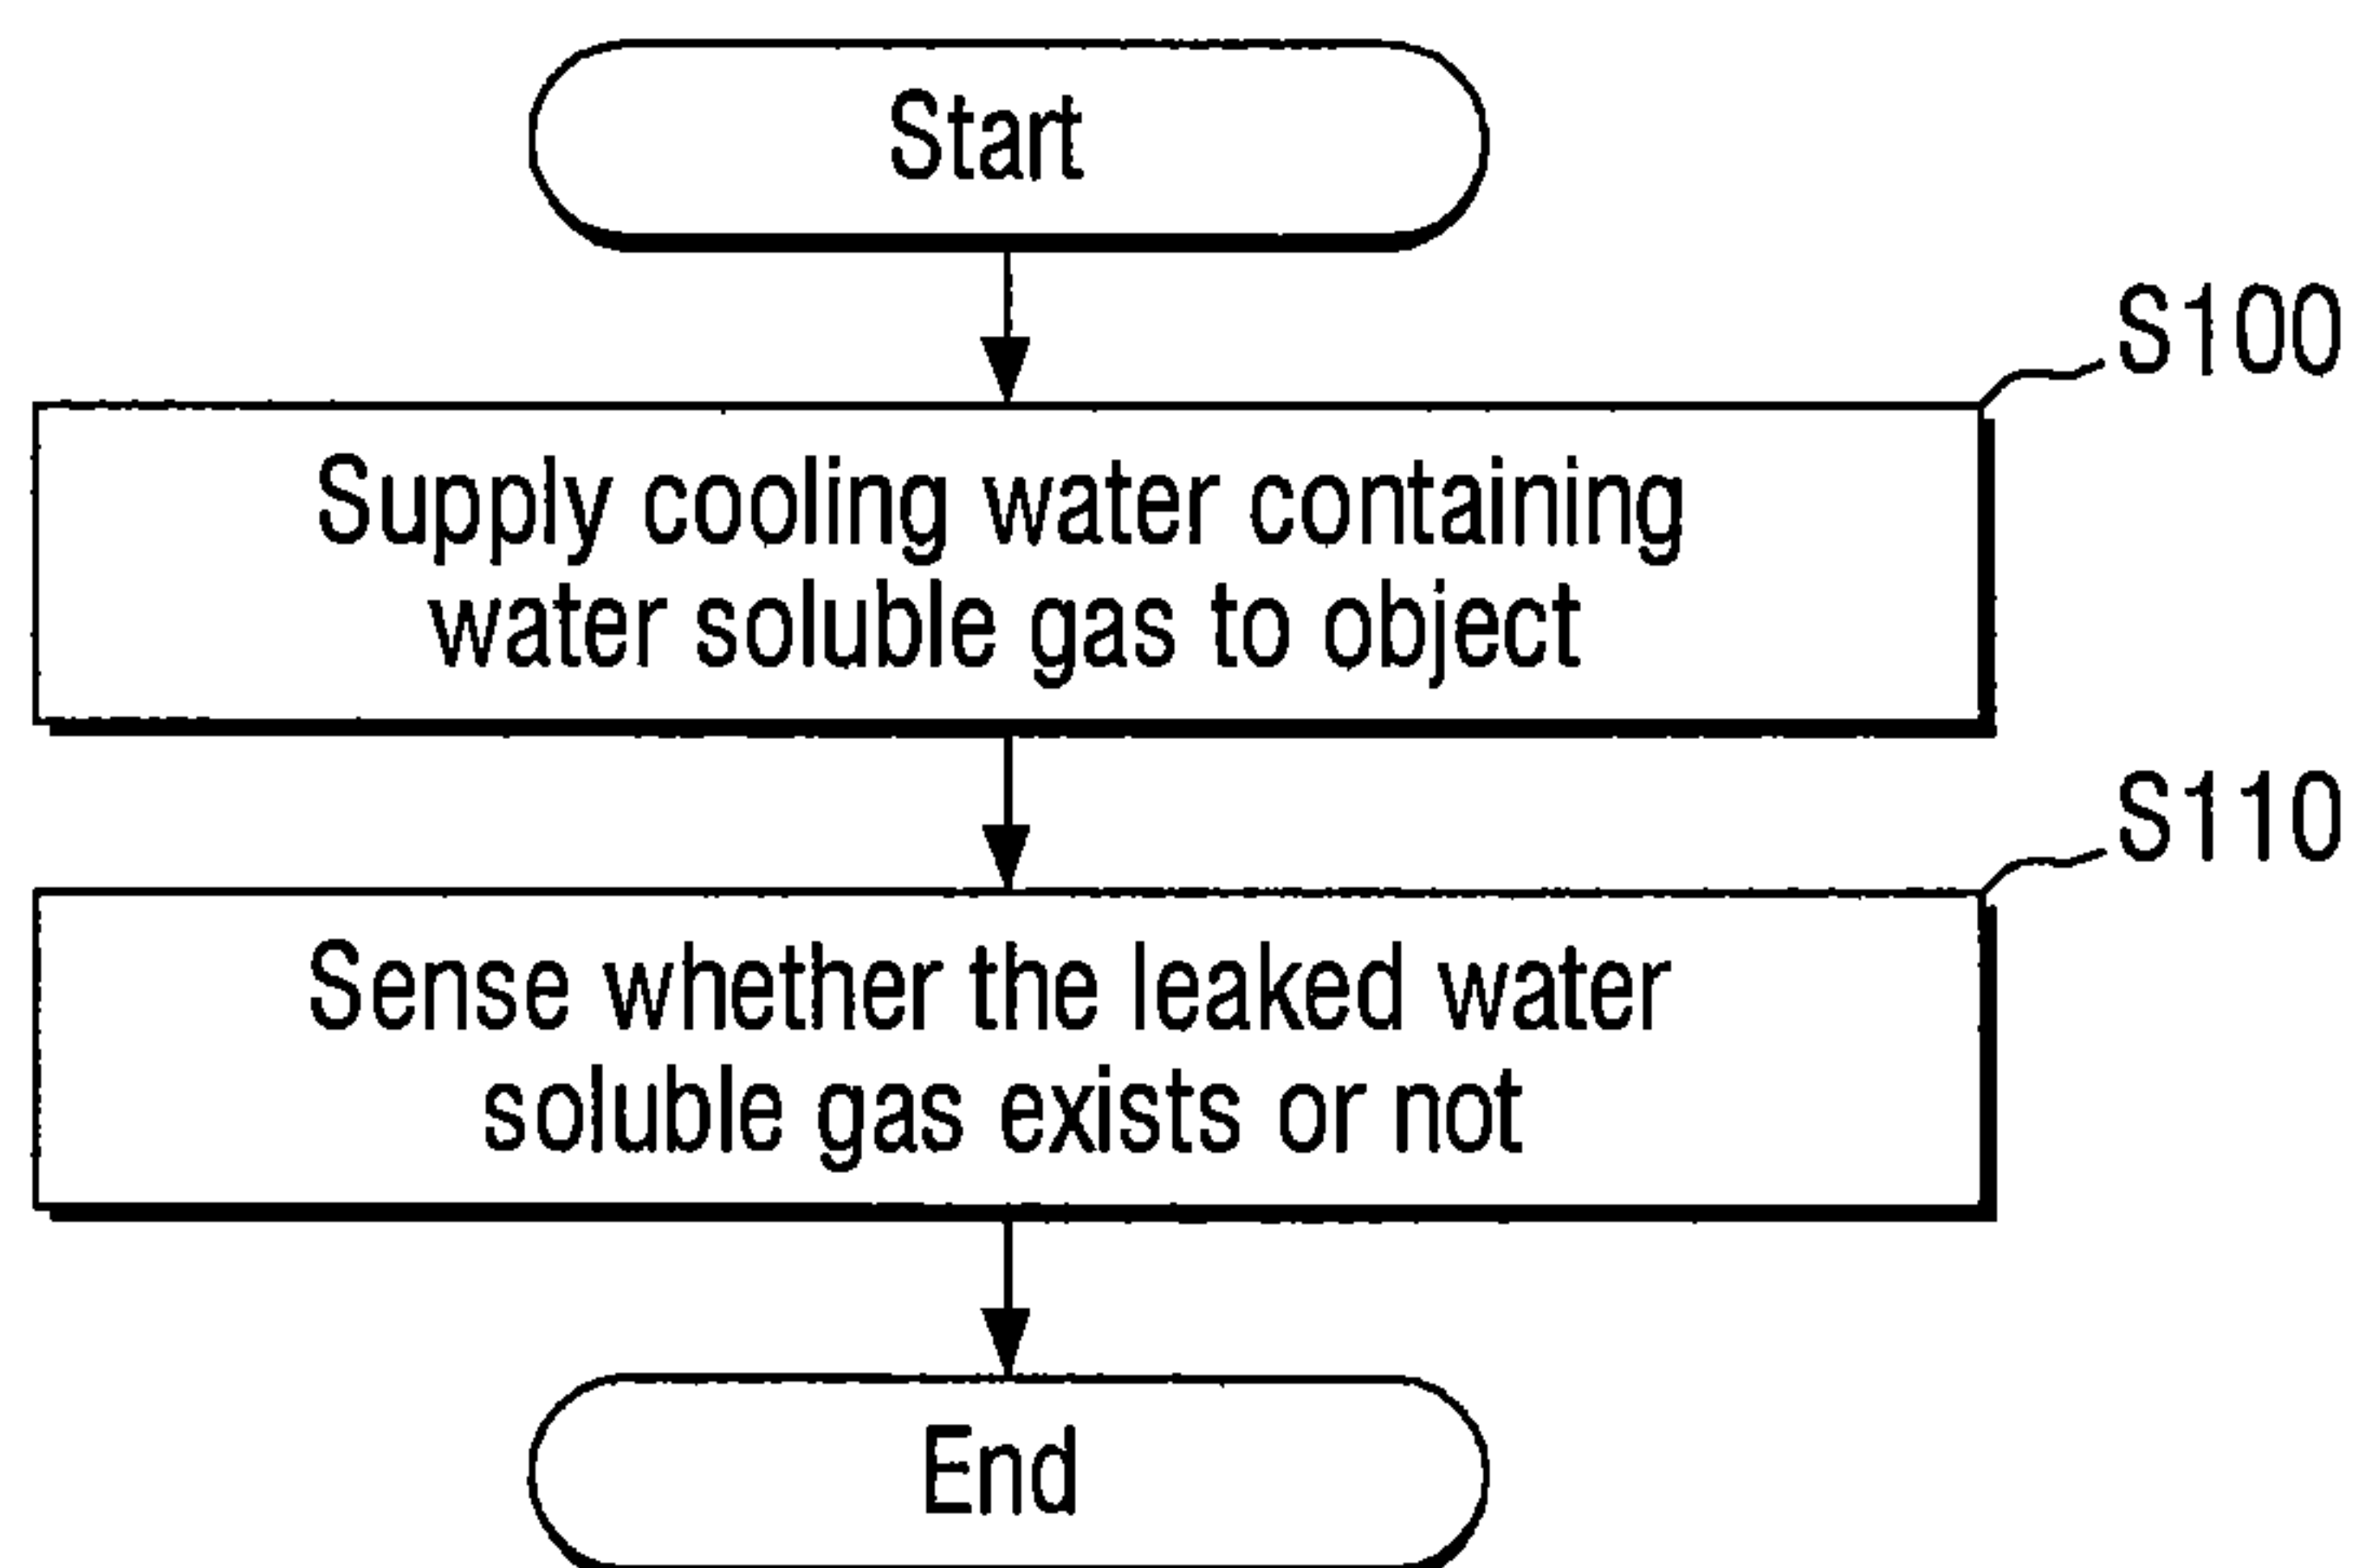 Start
S100
Supply cooling water containing
water soluble gas to object
S110
Sense whether the leaked water
soluble gas exists or not
End